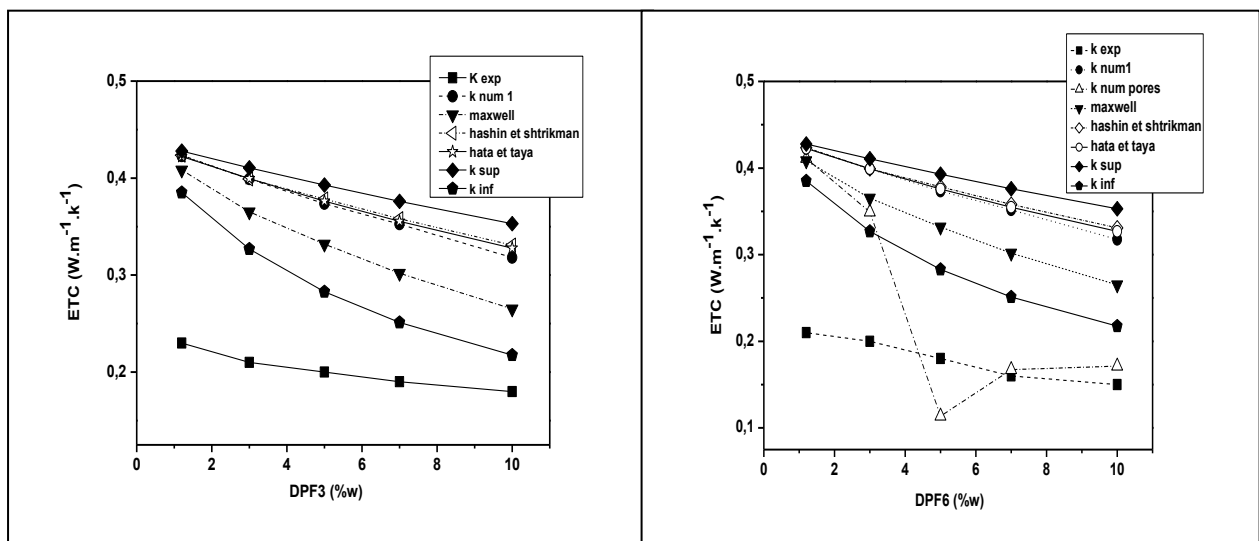 K exp
k num 1
maxwell
hashin et shtrikman
hata et taya
k sup
k inf
0,5
0,4
0,3
0,2
ETC (W.m⁻¹.k⁻¹)
0 2 4 6 8 10
DPF3 (%w)
k exp
k num1
k num pores
maxwell
hashin et shtrikman
hata et taya
k sup
k inf
0,5
0,4
0,3
0,2
0,1
ETC (W.m⁻¹.k⁻¹)
0 2 4 6 8 10
DPF6 (%w)